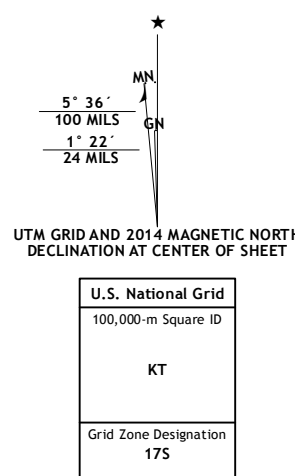 MN.
5° 36´
100 MILS
GN
1° 22´
24 MILS
UTM GRID AND 2014 MAGNETIC NORTH
DECLINATION AT CENTER OF SHEET
U.S. National Grid
100,000-m Square ID
KT
Grid Zone Designation
17S